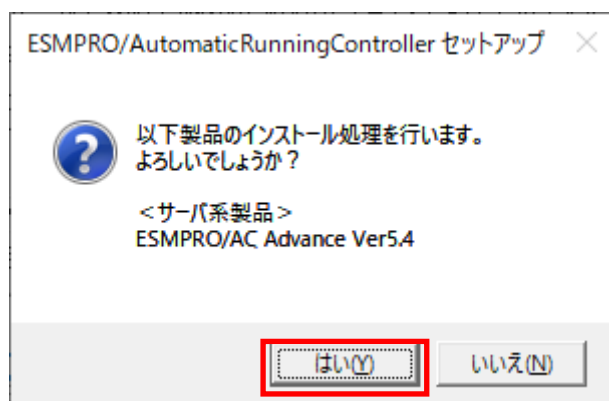 ESMPRO/AutomaticRunningController セットアップ
以下製品のインストール処理を行います。
よろしいでしょうか？
＜サーバ系製品＞
ESMPRO/AC Advance Ver5.4
はい(Y)
いいえ(N)